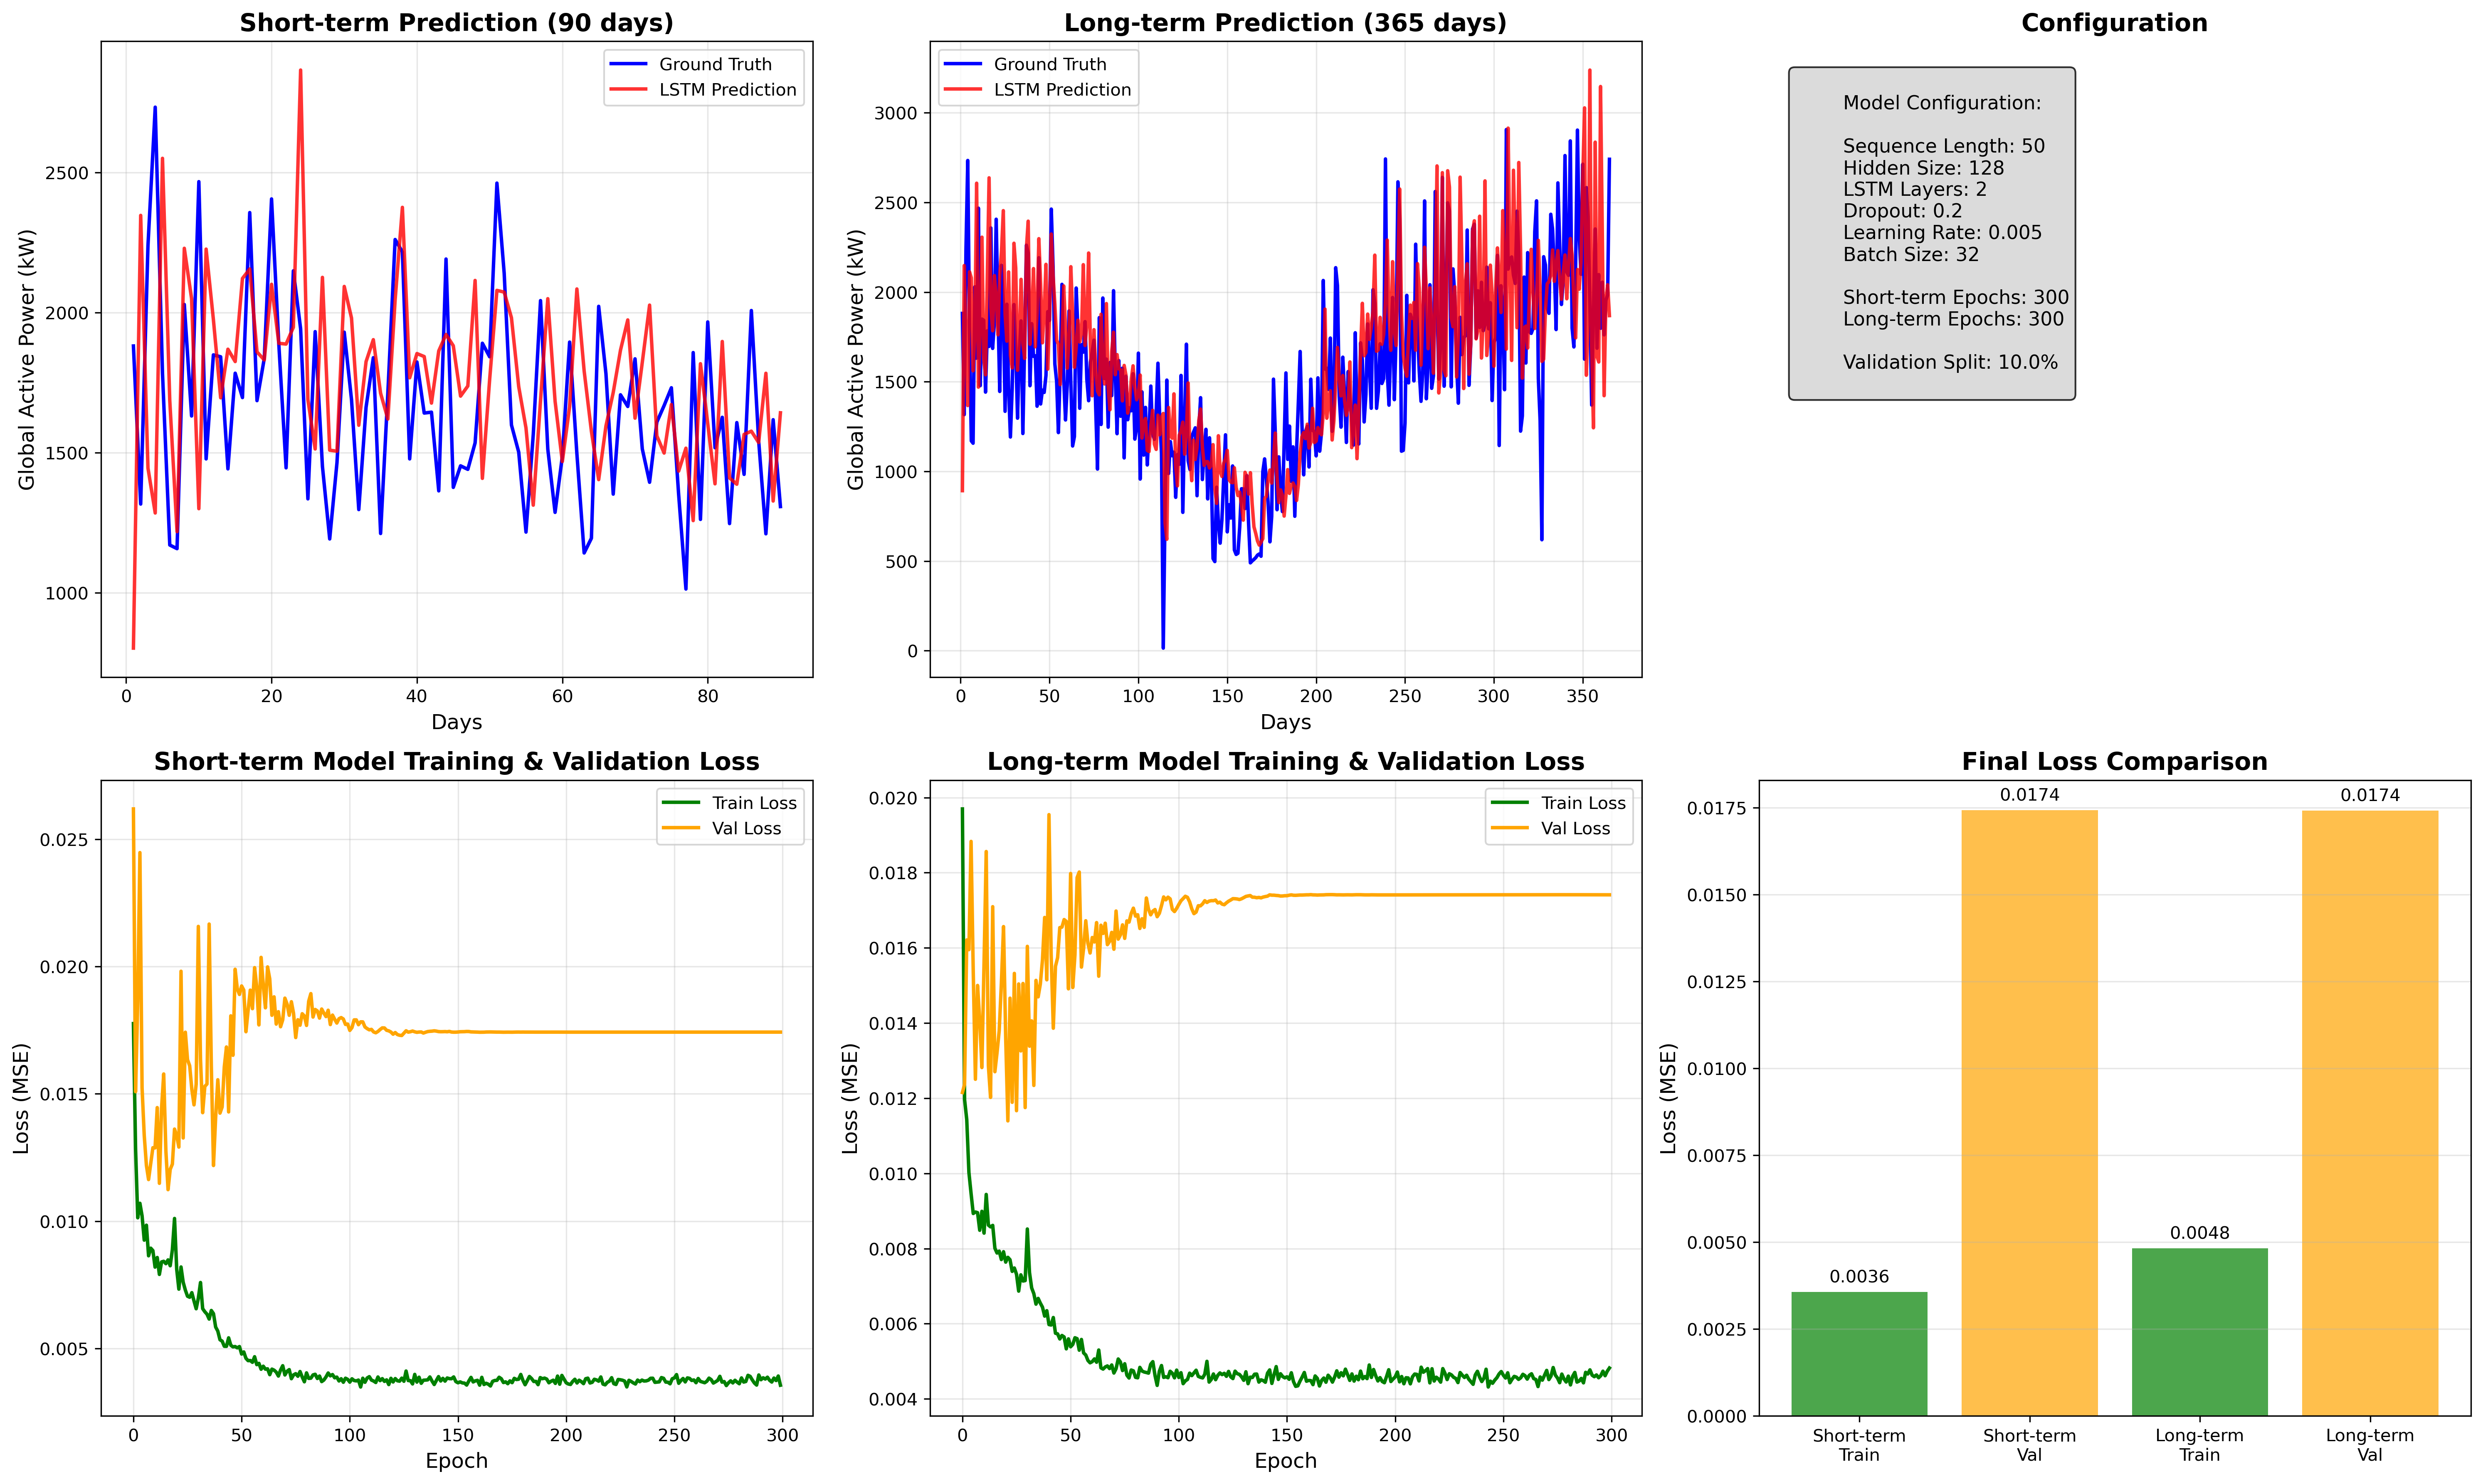 Short-term Prediction (90 days)
Ground Truth
LSTM Prediction
Global Active Power (kW)
2500
2000
1500
1000
0
20
40
60
80
Days
Long-term Prediction (365 days)
Ground Truth
LSTM Prediction
Global Active Power (kW)
3000
2500
2000
1500
1000
500
0
0
50
100
150
200
250
300
350
Days
Configuration
Model Configuration:
Sequence Length: 50
Hidden Size: 128
LSTM Layers: 2
Dropout: 0.2
Learning Rate: 0.005
Batch Size: 32
Short-term Epochs: 300
Long-term Epochs: 300
Validation Split: 10.0%
Short-term Model Training & Validation Loss
Train Loss
Val Loss
Loss (MSE)
0.025
0.020
0.015
0.010
0.005
0
50
100
150
200
250
300
Epoch
Long-term Model Training & Validation Loss
Train Loss
Val Loss
Loss (MSE)
0.020
0.018
0.016
0.014
0.012
0.010
0.008
0.006
0.004
0
50
100
150
200
250
300
Epoch
Final Loss Comparison
Loss (MSE)
0.0175
0.0150
0.0125
0.0100
0.0075
0.0050
0.0025
0.0000
0.0036
0.0174
0.0048
0.0174
Short-term
Train
Short-term
Val
Long-term
Train
Long-term
Val